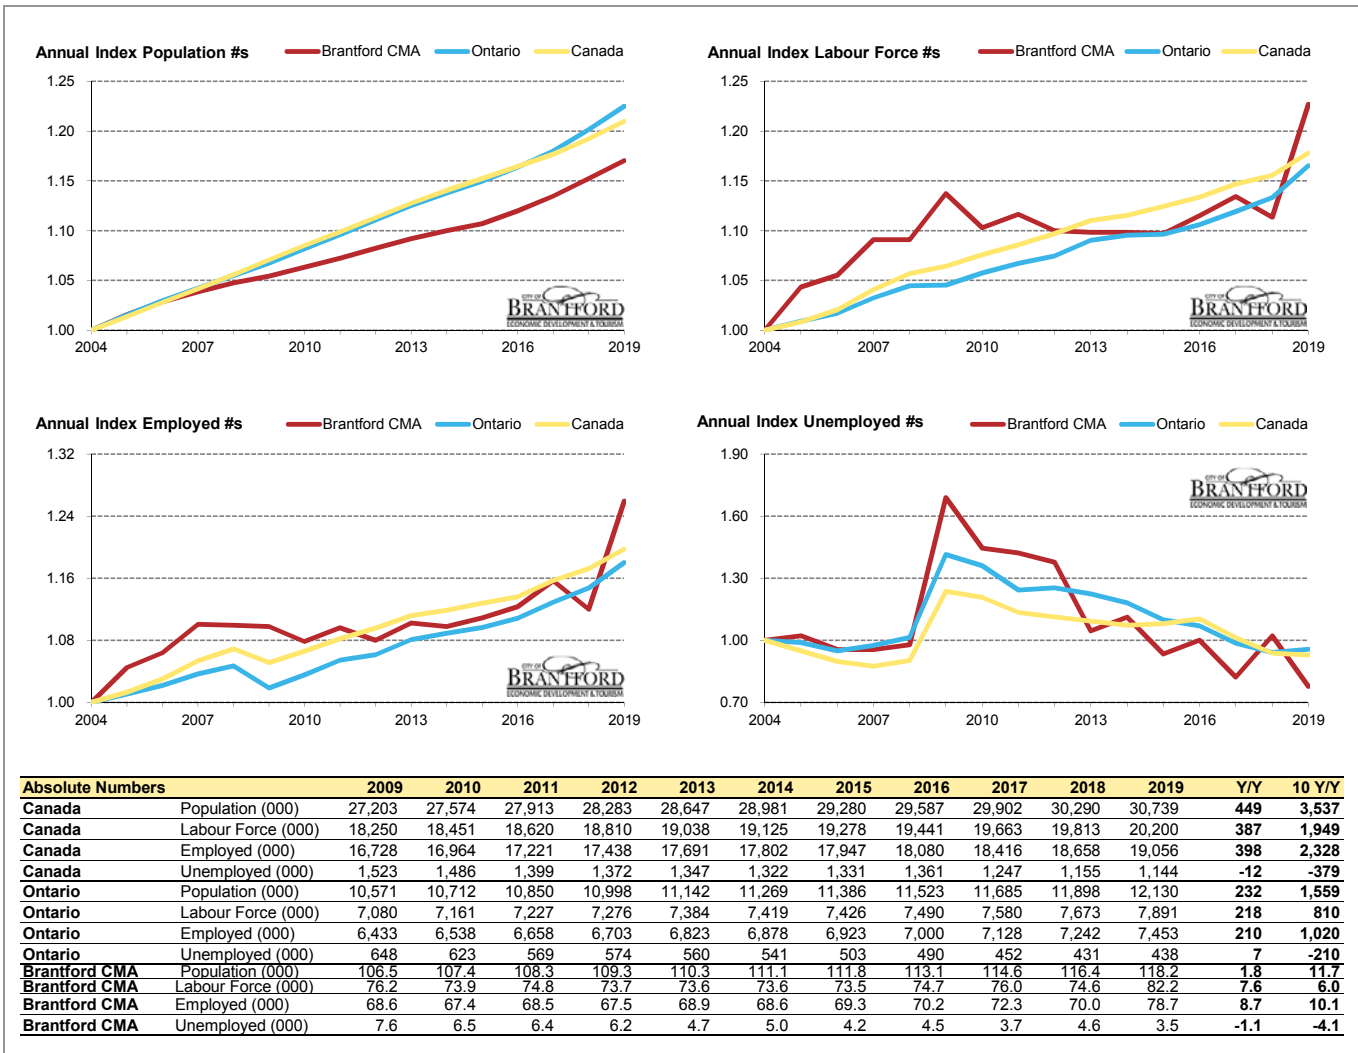 Annual Index Population #s Brantford CMA Ontario Canada
1.25
1.20
1.15
1.10
1.05
1.00
2004 2007 2010 2013 2016 2019
CITY OF
BRANTFORD
ECONOMIC DEVELOPMENT & TOURISM
Annual Index Labour Force #s Brantford CMA Ontario Canada
1.25
1.20
1.15
1.10
1.05
1.00
2004 2007 2010 2013 2016 2019
CITY OF
BRANTFORD
ECONOMIC DEVELOPMENT & TOURISM
Annual Index Employed #s Brantford CMA Ontario Canada
1.32
1.24
1.16
1.08
1.00
2004 2007 2010 2013 2016 2019
CITY OF
BRANTFORD
ECONOMIC DEVELOPMENT & TOURISM
Annual Index Unemployed #s Brantford CMA Ontario Canada
1.90
1.60
1.30
1.00
0.70
2004 2007 2010 2013 2016 2019
CITY OF
BRANTFORD
ECONOMIC DEVELOPMENT & TOURISM
Absolute Numbers 2009 2010 2011 2012 2013 2014 2015 2016 2017 2018 2019 Y/Y 10 Y/Y
Canada Population (000) 27,203 27,574 27,913 28,283 28,647 28,981 29,280 29,587 29,902 30,290 30,739 449 3,537
Canada Labour Force (000) 18,250 18,451 18,620 18,810 19,038 19,125 19,278 19,441 19,663 19,813 20,200 387 1,949
Canada Employed (000) 16,728 16,964 17,221 17,438 17,691 17,802 17,947 18,080 18,416 18,658 19,056 398 2,328
Canada Unemployed (000) 1,523 1,486 1,399 1,372 1,347 1,322 1,331 1,361 1,247 1,155 1,144 -12 -379
Ontario Population (000) 10,571 10,712 10,850 10,998 11,142 11,269 11,386 11,523 11,685 11,898 12,130 232 1,559
Ontario Labour Force (000) 7,080 7,161 7,227 7,276 7,384 7,419 7,426 7,490 7,580 7,673 7,891 218 810
Ontario Employed (000) 6,433 6,538 6,658 6,703 6,823 6,878 6,923 7,000 7,128 7,242 7,453 210 1,020
Ontario Unemployed (000) 648 623 569 574 560 541 503 490 452 431 438 7 -210
Brantford CMA Population (000) 106.5 107.4 108.3 109.3 110.3 111.1 111.8 113.1 114.6 116.4 118.2 1.8 11.7
Brantford CMA Labour Force (000) 76.2 73.9 74.8 73.7 73.6 73.6 73.5 74.7 76.0 74.6 82.2 7.6 6.0
Brantford CMA Employed (000) 68.6 67.4 68.5 67.5 68.9 68.6 69.3 70.2 72.3 70.0 78.7 8.7 10.1
Brantford CMA Unemployed (000) 7.6 6.5 6.4 6.2 4.7 5.0 4.2 4.5 3.7 4.6 3.5 -1.1 -4.1